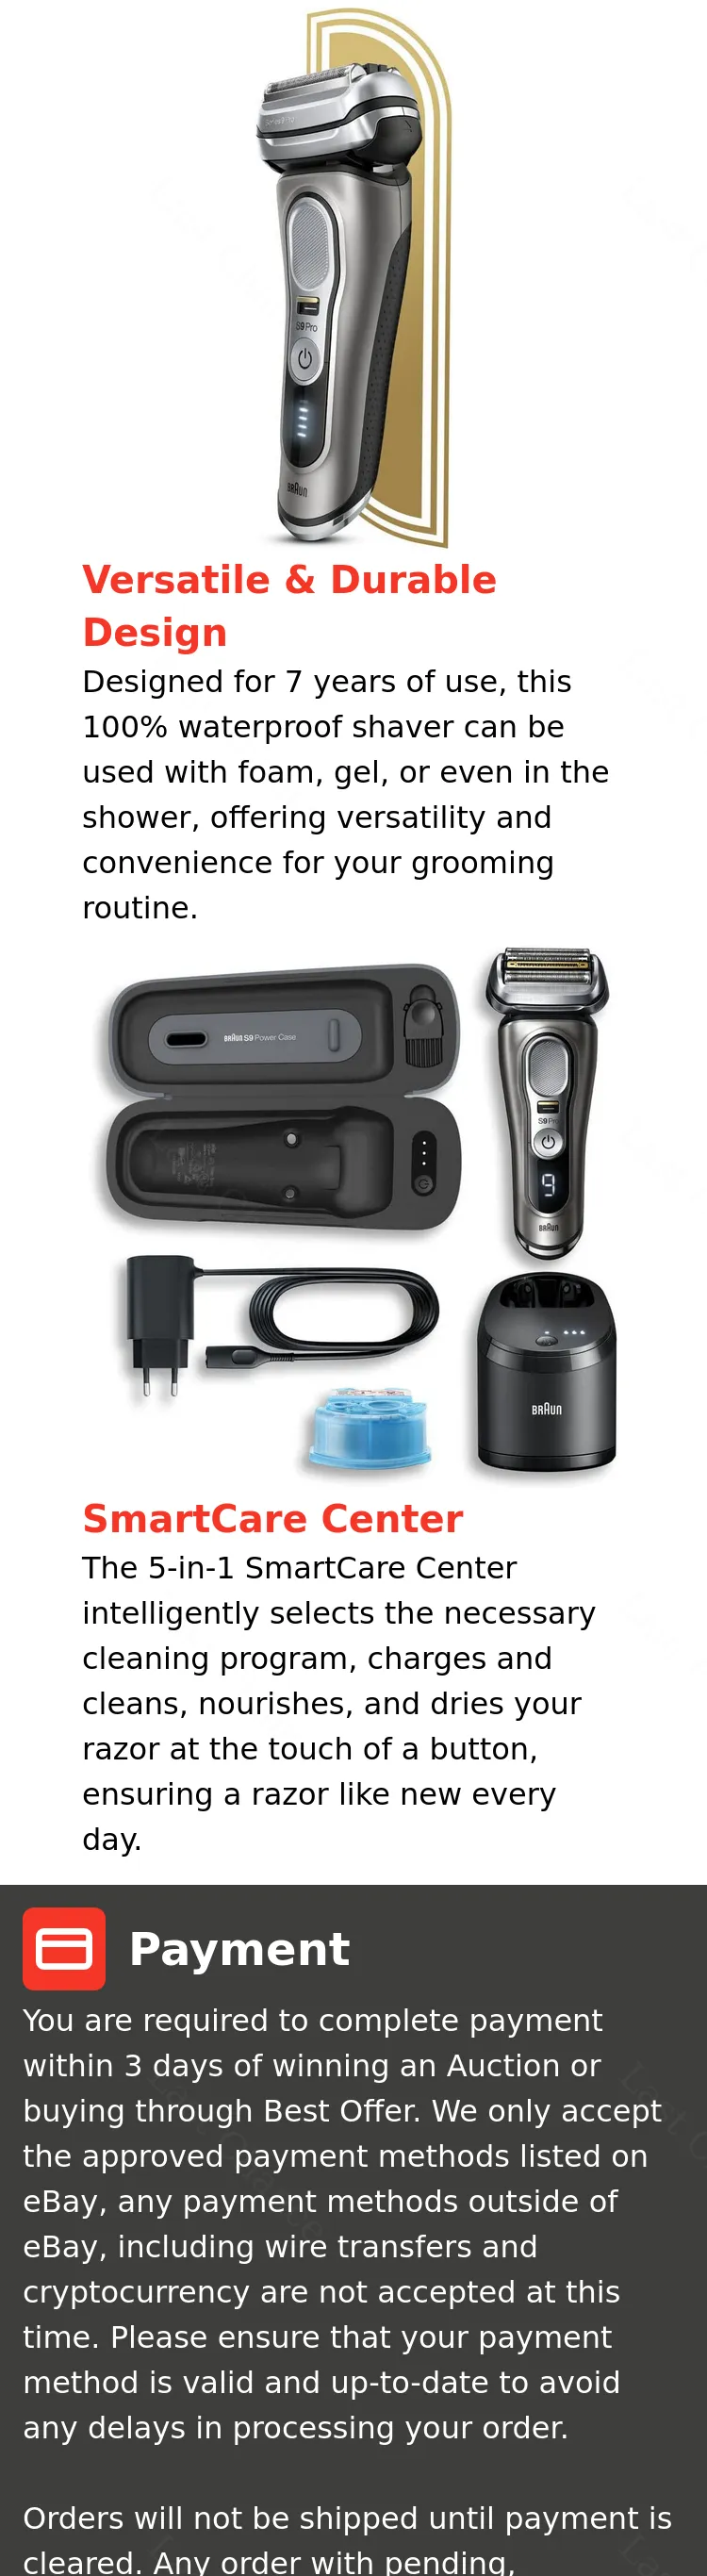 S9 Pro
BRAUN
Versatile & Durable
Design
Designed for 7 years of use, this
100% waterproof shaver can be
used with foam, gel, or even in the
shower, offering versatility and
convenience for your grooming
routine.
BRAUN S9 Power Case
S9 Pro
9
BRAUN
BRAUN
SmartCare Center
The 5-in-1 SmartCare Center
intelligently selects the necessary
cleaning program, charges and
cleans, nourishes, and dries your
razor at the touch of a button,
ensuring a razor like new every
day.
Payment
You are required to complete payment
within 3 days of winning an Auction or
buying through Best Offer. We only accept
the approved payment methods listed on
eBay, any payment methods outside of
eBay, including wire transfers and
cryptocurrency are not accepted at this
time. Please ensure that your payment
method is valid and up-to-date to avoid
any delays in processing your order.
Orders will not be shipped until payment is
cleared. Any order with pending,